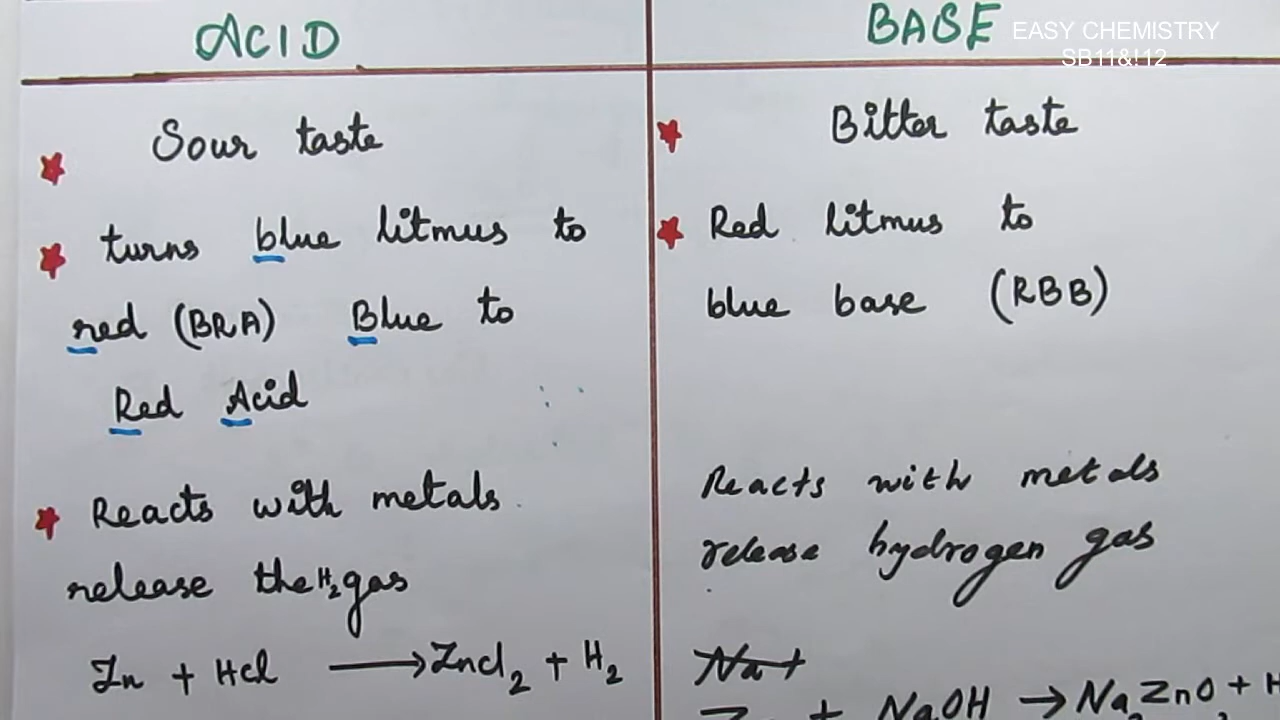 ACID
BASE
EASY CHEMISTRY
SB11&!12
Sour taste
turns blue litmus to
red (BRA) Blue to
Red Acid
Reacts with metals
release the H₂ gas
Zn + HCl ⟶ ZnCl₂ + H₂
Bitter taste
Red litmus to
blue base (RBB)
Reacts with metals
release hydrogen gas
Na +
+ NaOH → Na₂ZnO₂ + H